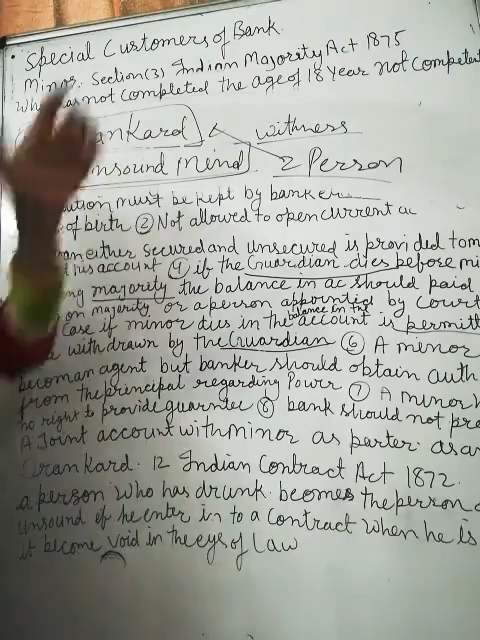 • Special Customers of Bank.
Minor. Section(3) Indian Majority Act 1875
Who has not completed the age of 18 Year not Competent
ankard witness
nsound mind. 2 Person
ution must be kept by banker
of birth ② Not allowed to open current ac
an either secured and unsecured is provided to m
his account ④ if the Guardian dies before mi
ng majority the balance in ac should paid
on majority or a person appointed by Court
Case if minor dies in the balance in the account is permitt
withdrawn by the Guardian ⑥ A minor
becoman agent but banker should obtain auth
from the principal regarding Power ⑦ A minor h
no right to provide guarntee ⑧ bank should not pre
A Joint account with minor as parter. as a
Drankard. 12 Indian Contract Act 1872.
a person who has drunk. becomes the person
unsound if he enter in to a Contract when he is
it become void in the eye of Law